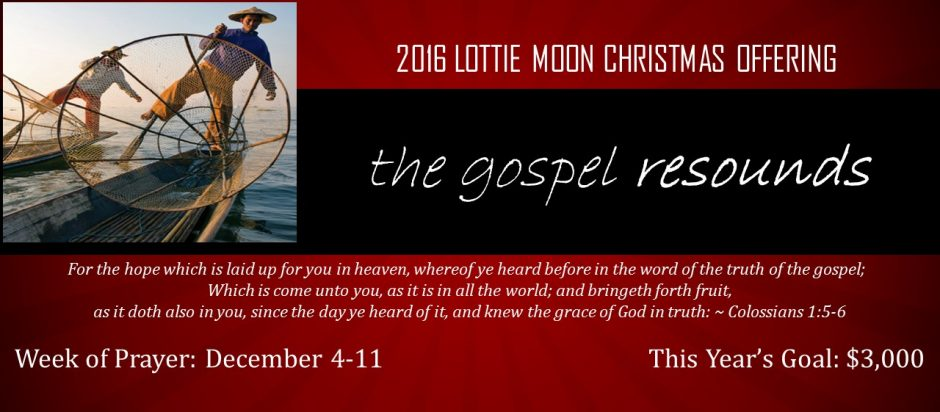 2016 LOTTIE MOON CHRISTMAS OFFERING
the gospel resounds
For the hope which is laid up for you in heaven, whereof ye heard before in the word of the truth of the gospel;
Which is come unto you, as it is in all the world; and bringeth forth fruit,
as it doth also in you, since the day ye heard of it, and knew the grace of God in truth: ~ Colossians 1:5-6
Week of Prayer: December 4-11
This Year's Goal: $3,000